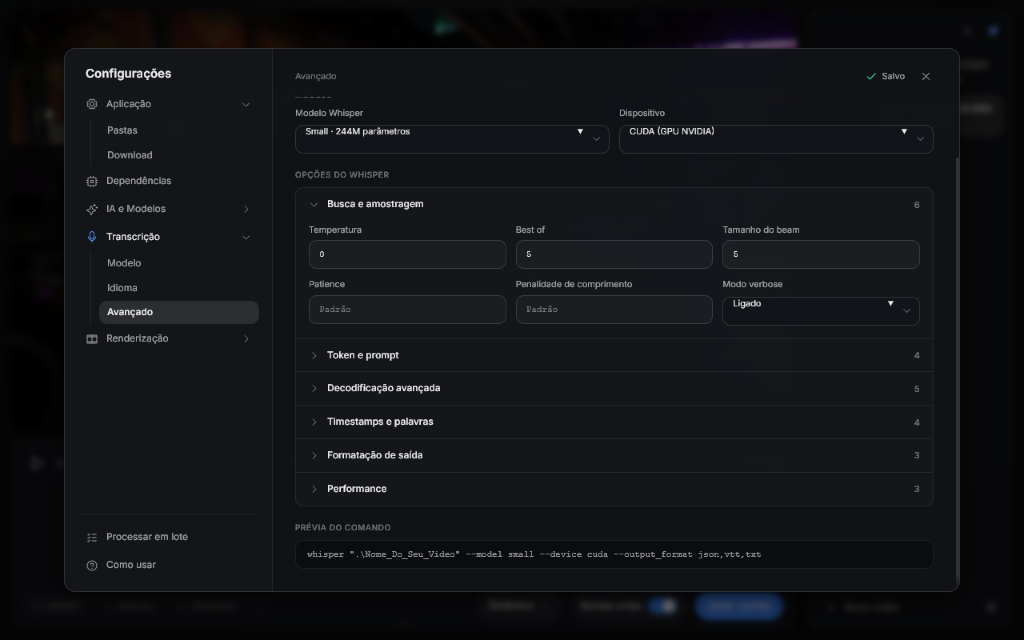 Configurações
Aplicação
Pastas
Download
Dependências
IA e Modelos
Transcrição
Modelo
Idioma
Avançado
Renderização
Processar em lote
Como usar
Avançado
Salvo
Modelo Whisper
Dispositivo
Small - 244M parâmetros
CUDA (GPU NVIDIA)
OPÇÕES DO WHISPER
Busca e amostragem 6
Temperatura
Best of
Tamanho do beam
0
5
5
Patience
Penalidade de comprimento
Modo verbose
Padrão
Padrão
Ligado
Token e prompt 4
Decodificação avançada 5
Timestamps e palavras 4
Formatação de saída 3
Performance 3
PRÉVIA DO COMANDO
whisper ".\Nome_Do_Seu_Video" --model small --device cuda --output_format json,vtt,txt